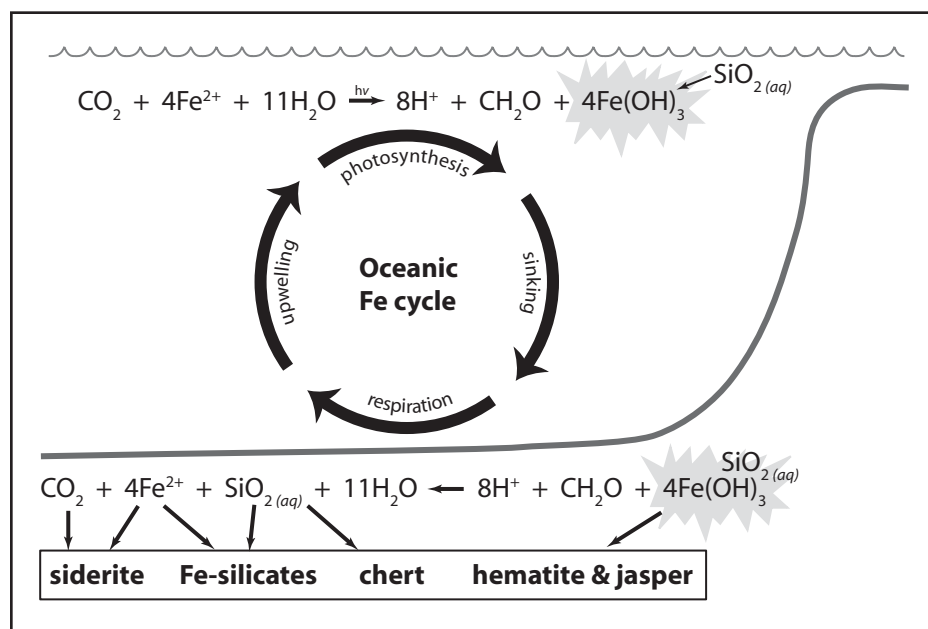 SiO2 (aq)
CO2 + 4Fe2+ + 11H2O hν 8H+ + CH2O + 4Fe(OH)3
photosynthesis
upwelling
Oceanic
Fe cycle
sinking
respiration
SiO2 (aq)
CO2 + 4Fe2+ + SiO2 (aq) + 11H2O 8H+ + CH2O + 4Fe(OH)3
siderite Fe-silicates chert hematite & jasper